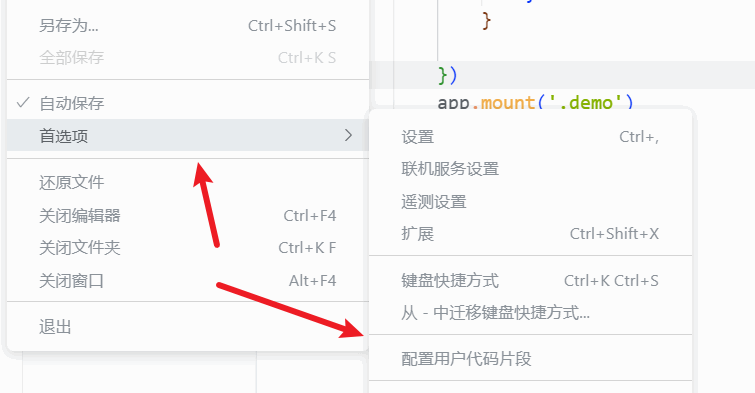 }
另存为... Ctrl+Shift+S
全部保存 Ctrl+K S
})
自动保存
app.mount('.demo')
首选项
设置 Ctrl+,
联机服务设置
还原文件
遥测设置
关闭编辑器 Ctrl+F4
扩展 Ctrl+Shift+X
关闭文件夹 Ctrl+K F
关闭窗口 Alt+F4
键盘快捷方式 Ctrl+K Ctrl+S
从 - 中迁移键盘快捷方式...
退出
配置用户代码片段